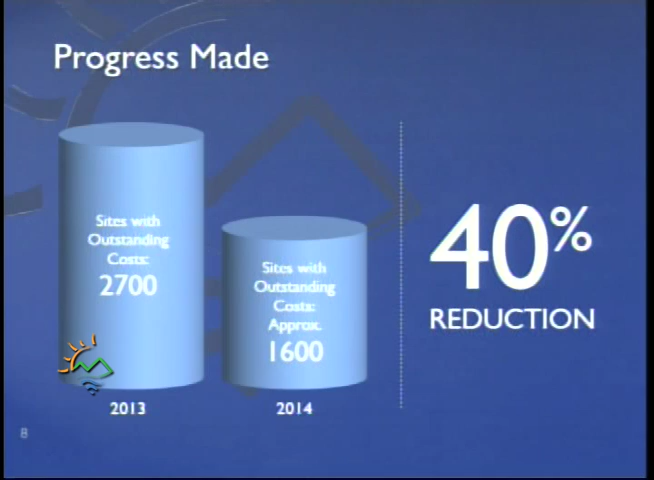 Progress Made
Sites with
Outstanding
Costs:
2700
2013
Sites with
Outstanding
Costs:
Approx.
1600
2014
40%
REDUCTION
8